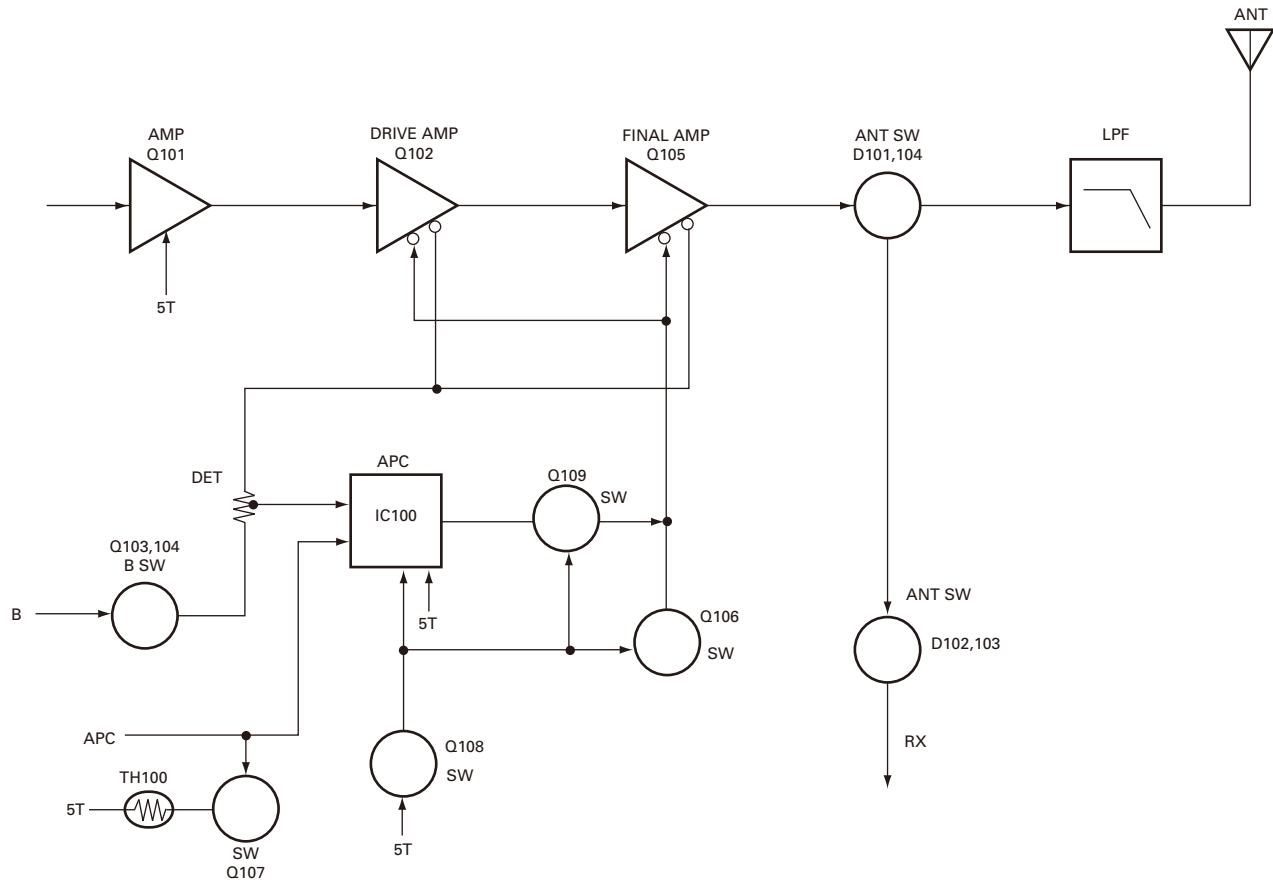 ANT
AMP
Q101
DRIVE AMP
Q102
FINAL AMP
Q105
ANT SW
D101,104
LPF
5T
DET
APC
IC100
Q109
SW
Q103,104
B SW
B
5T
Q106
SW
ANT SW
D102,103
APC
Q108
SW
RX
TH100
5T
SW
Q107
5T